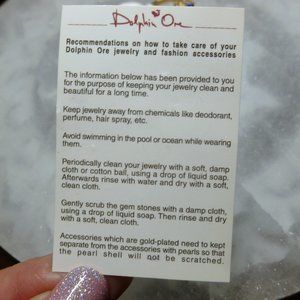 Dolphin Ore
Recommendations on how to take care of your
Dolphin Ore jewelry and fashion accessories
The information below has been provided to you
for the purpose of keeping your jewelry clean and
beautiful for a long time.
Keep jewelry away from chemicals like deodorant,
perfume, hair spray, etc.
Avoid swimming in the pool or ocean while wearing
them.
Periodically clean your jewelry with a soft, damp
cloth or cotton ball, using a drop of liquid soap.
Afterwards rinse with water and dry with a soft,
clean cloth.
Gently scrub the gem stones with a damp cloth,
using a drop of liquid soap. Then rinse and dry
with a soft, clean cloth.
Accessories which are gold-plated need to kept
separate from the accessories with pearls so that
the pearl shell will not be scratched.